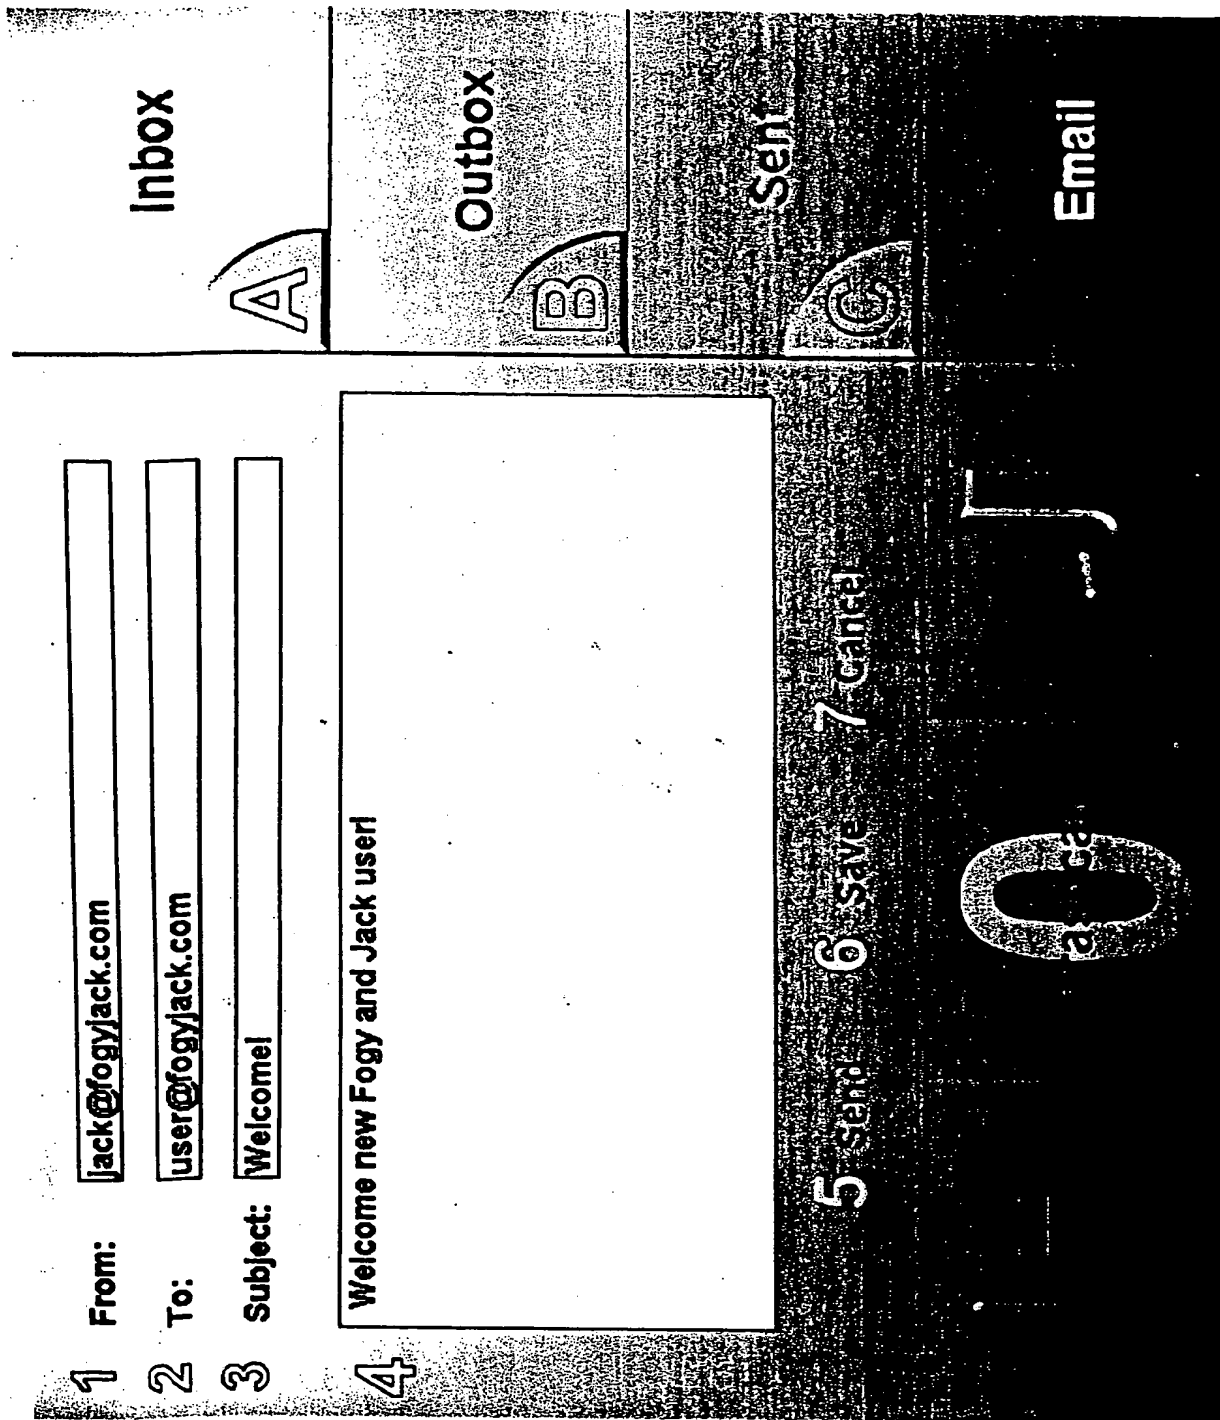 1 From: jack@fogyjack.com
2 To: user@fogyjack.com
3 Subject: Welcome!
4 Welcome new Fogy and Jack user!
5 Send 6 Save 7 Cancel
A Inbox
B Outbox
C Sent
Email
0
J